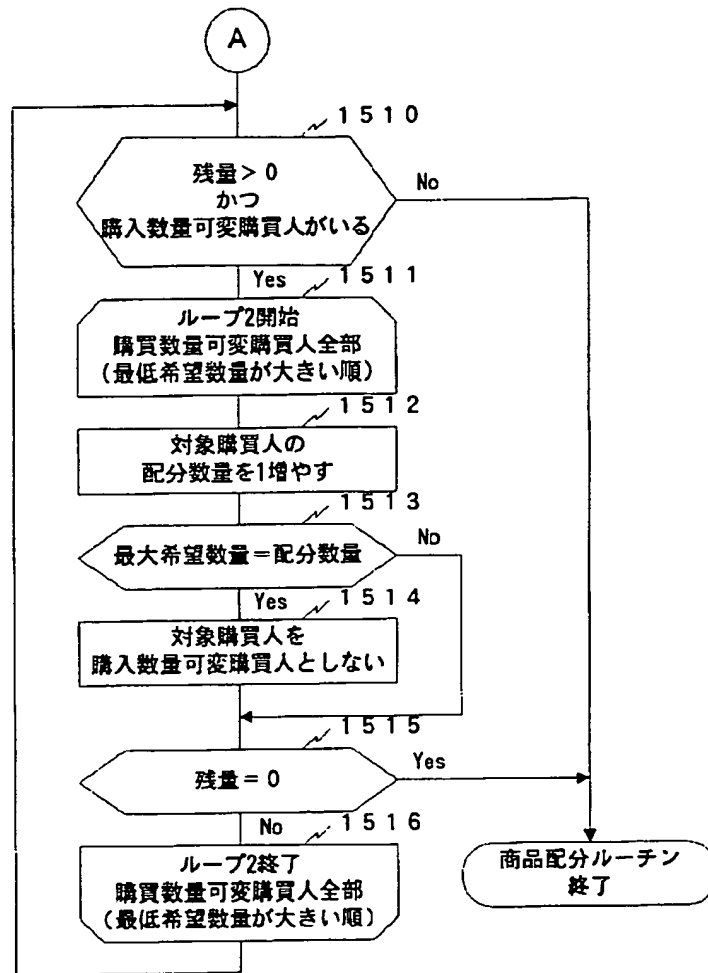 A
1510
残量>0
かつ
購入数量可変購買人がいる
No
Yes
1511
ループ2開始
購買数量可変購買人全部
(最低希望数量が大きい順)
1512
対象購買人の
配分数量を1増やす
1513
最大希望数量=配分数量
No
Yes
1514
対象購買人を
購入数量可変購買人としない
1515
残量=0
Yes
No
1516
ループ2終了
購買数量可変購買人全部
(最低希望数量が大きい順)
商品配分ルーチン
終了